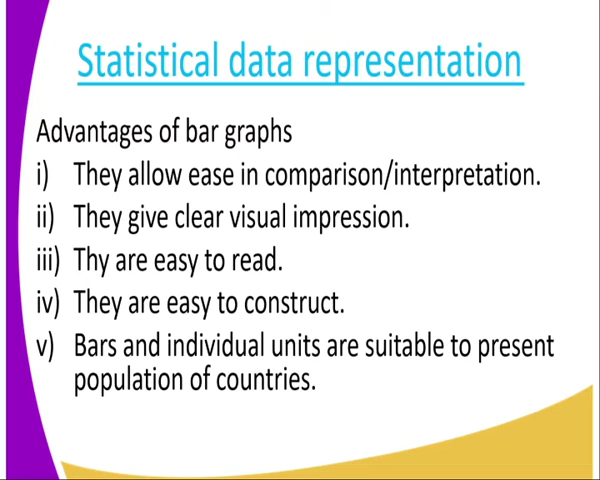 Statistical data representation
Advantages of bar graphs
i) They allow ease in comparison/interpretation.
ii) They give clear visual impression.
iii) Thy are easy to read.
iv) They are easy to construct.
v) Bars and individual units are suitable to present
population of countries.